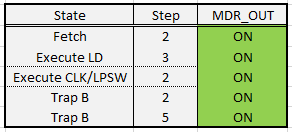 State Step MDR_OUT
Fetch 2 ON
Execute LD 3 ON
Execute CLK/LPSW 2 ON
Trap B 2 ON
Trap B 5 ON